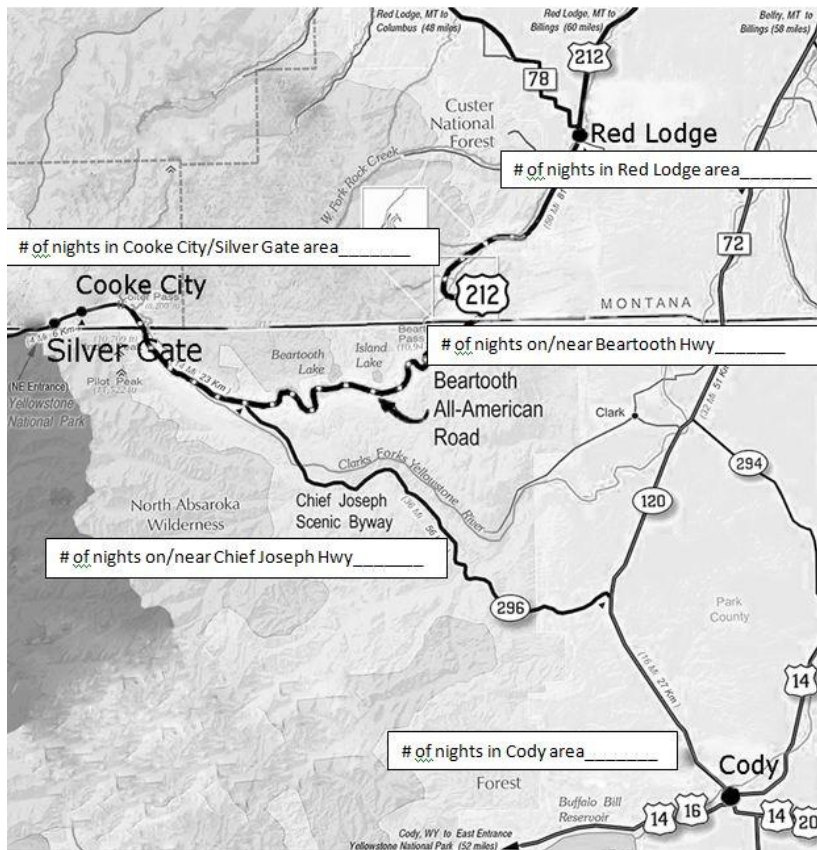 Red Lodge, MT to
Columbus (48 miles)
Red Lodge, MT to
Billings (60 miles)
Belfry, MT to
Billings (58 miles)
212
78
Custer
National
Forest
Red Lodge
# of nights in Red Lodge area_______
W. Fork Rock Creek
72
# of nights in Cooke City/Silver Gate area_______
Cooke City
212
MONTANA
Silver Gate
Pilot Peak
(NE Entrance)
Yellowstone
National Park
Beartooth
Lake
Island
Lake
# of nights on/near Beartooth Hwy_______
Beartooth
All-American
Road
Clark
294
Clarks Forks Yellowstone River
120
North Absaroka
Wilderness
Chief Joseph
Scenic Byway
# of nights on/near Chief Joseph Hwy_______
296
Park
County
(16 Mi. 27 Km)
14
# of nights in Cody area_______
Cody
Forest
Buffalo Bill
Reservoir
14
16
14
20
Cody, WY to East Entrance
Yellowstone National Park (52 miles)